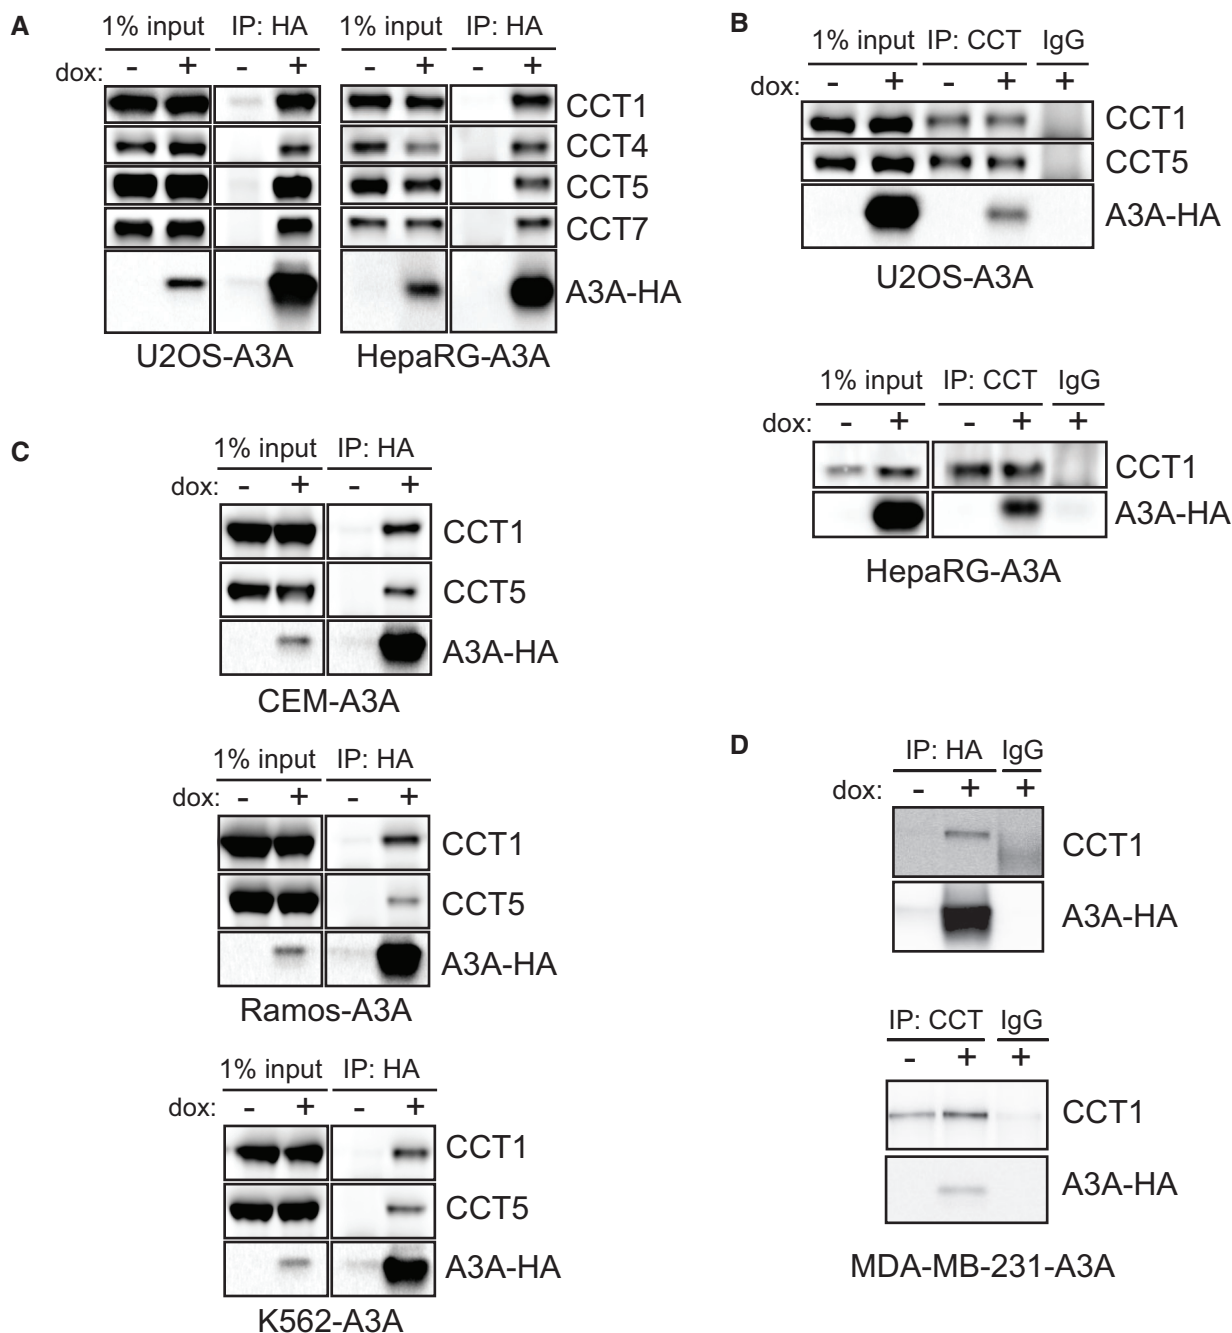 A
1% input IP: HA 1% input IP: HA
dox: - + - + - + - +
CCT1
CCT4
CCT5
CCT7
A3A-HA
U2OS-A3A HepaRG-A3A
B
1% input IP: CCT IgG
dox: - + - + +
CCT1
CCT5
A3A-HA
U2OS-A3A
1% input IP: CCT IgG
dox: - + - + +
CCT1
A3A-HA
HepaRG-A3A
C
1% input IP: HA
dox: - + - +
CCT1
CCT5
A3A-HA
CEM-A3A
1% input IP: HA
dox: - + - +
CCT1
CCT5
A3A-HA
Ramos-A3A
1% input IP: HA
dox: - + - +
CCT1
CCT5
A3A-HA
K562-A3A
D
IP: HA IgG
dox: - + +
CCT1
A3A-HA
IP: CCT IgG
- + +
CCT1
A3A-HA
MDA-MB-231-A3A